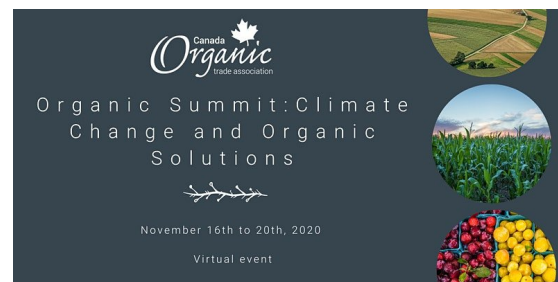 Canada
Organic
trade association
Organic Summit:Climate
Change and Organic
Solutions
November 16th to 20th, 2020
Virtual event